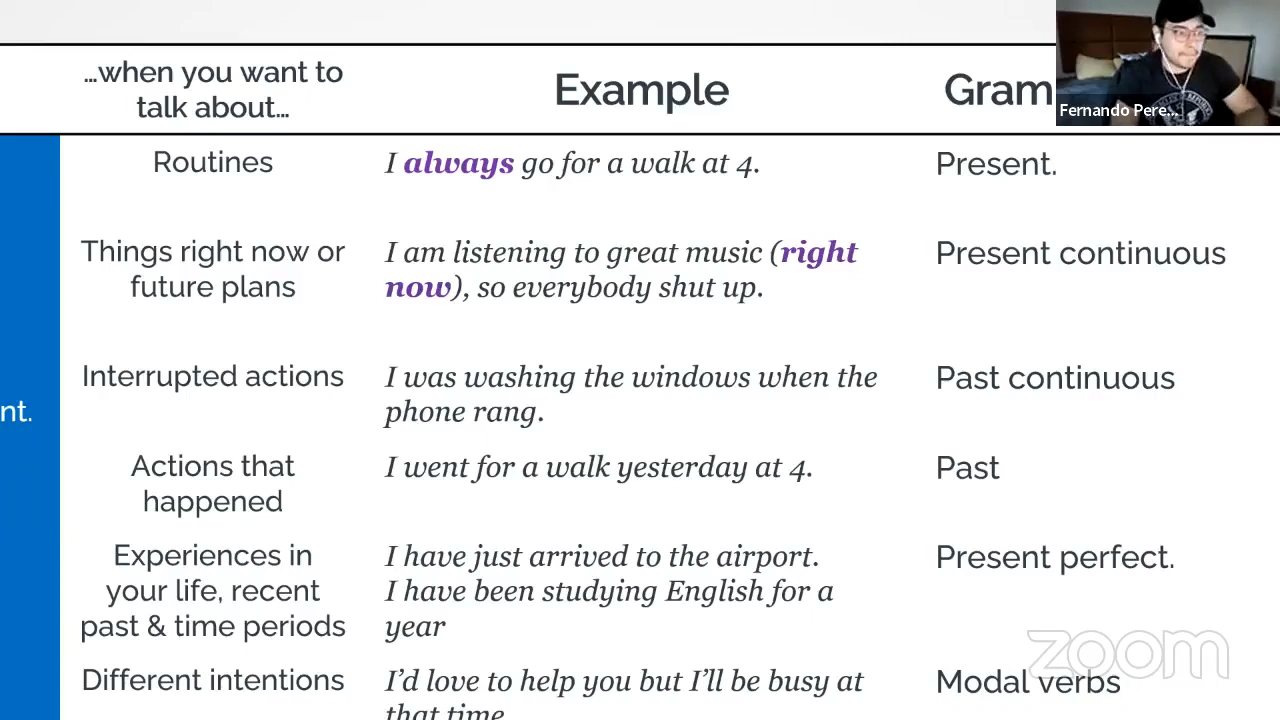 ...when you want to
talk about...
Example
Gram
Fernando Pere...
Routines
I always go for a walk at 4.
Present.
Things right now or
future plans
I am listening to great music (right
now), so everybody shut up.
Present continuous
Interrupted actions
I was washing the windows when the
phone rang.
Past continuous
nt.
Actions that
happened
I went for a walk yesterday at 4.
Past
Experiences in
your life, recent
past & time periods
I have just arrived to the airport.
I have been studying English for a
year
Present perfect.
Different intentions
I'd love to help you but I'll be busy at
that time
Modal verbs
zoom